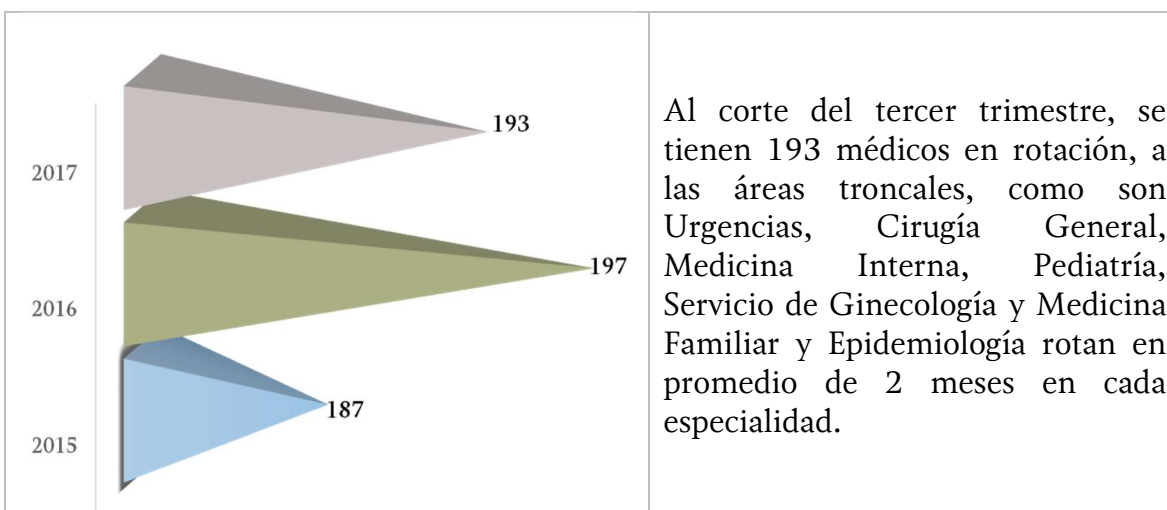 193
2017
197
2016
187
2015
Al corte del tercer trimestre, se
tienen 193 médicos en rotación, a
las áreas troncales, como son
Urgencias, Cirugía General,
Medicina Interna, Pediatría,
Servicio de Ginecología y Medicina
Familiar y Epidemiología rotan en
promedio de 2 meses en cada
especialidad.